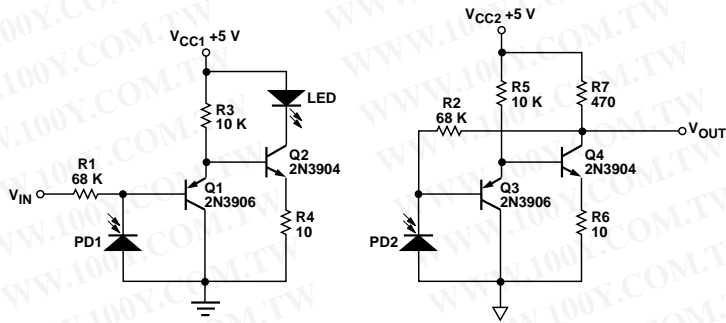 VCC1 +5 V
VCC2 +5 V
R3
10 K
LED
R1
68 K
VIN
Q1
2N3906
Q2
2N3904
R4
10
PD1
R5
10 K
R7
470
R2
68 K
VOUT
Q3
2N3906
Q4
2N3904
R6
10
PD2
WWW.100Y.COM.TW